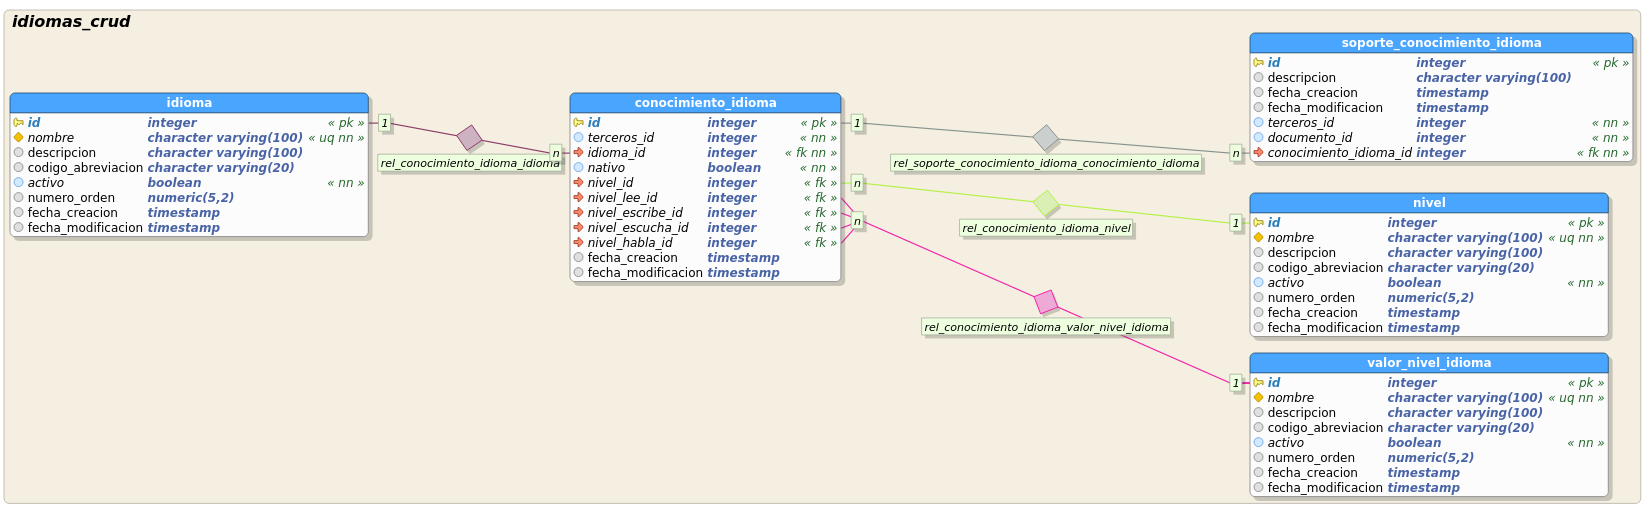 idiomas_crud
idioma
id integer « pk »
nombre character varying(100) « uq nn »
descripcion character varying(100)
codigo_abreviacion character varying(20)
activo boolean « nn »
numero_orden numeric(5,2)
fecha_creacion timestamp
fecha_modificacion timestamp
1
n
rel_conocimiento_idioma_idioma
conocimiento_idioma
id integer « pk »
terceros_id integer « nn »
idioma_id integer « fk nn »
nativo boolean « nn »
nivel_id integer « fk »
nivel_lee_id integer « fk »
nivel_escribe_id integer « fk »
nivel_escucha_id integer « fk »
nivel_habla_id integer « fk »
fecha_creacion timestamp
fecha_modificacion timestamp
1
n
rel_soporte_conocimiento_idioma_conocimiento_idioma
n
1
rel_conocimiento_idioma_nivel
n
1
rel_conocimiento_idioma_valor_nivel_idioma
soporte_conocimiento_idioma
id integer « pk »
descripcion character varying(100)
fecha_creacion timestamp
fecha_modificacion timestamp
terceros_id integer « nn »
documento_id integer « nn »
conocimiento_idioma_id integer « fk nn »
nivel
id integer « pk »
nombre character varying(100) « uq nn »
descripcion character varying(100)
codigo_abreviacion character varying(20)
activo boolean « nn »
numero_orden numeric(5,2)
fecha_creacion timestamp
fecha_modificacion timestamp
valor_nivel_idioma
id integer « pk »
nombre character varying(100) « uq nn »
descripcion character varying(100)
codigo_abreviacion character varying(20)
activo boolean « nn »
numero_orden numeric(5,2)
fecha_creacion timestamp
fecha_modificacion timestamp